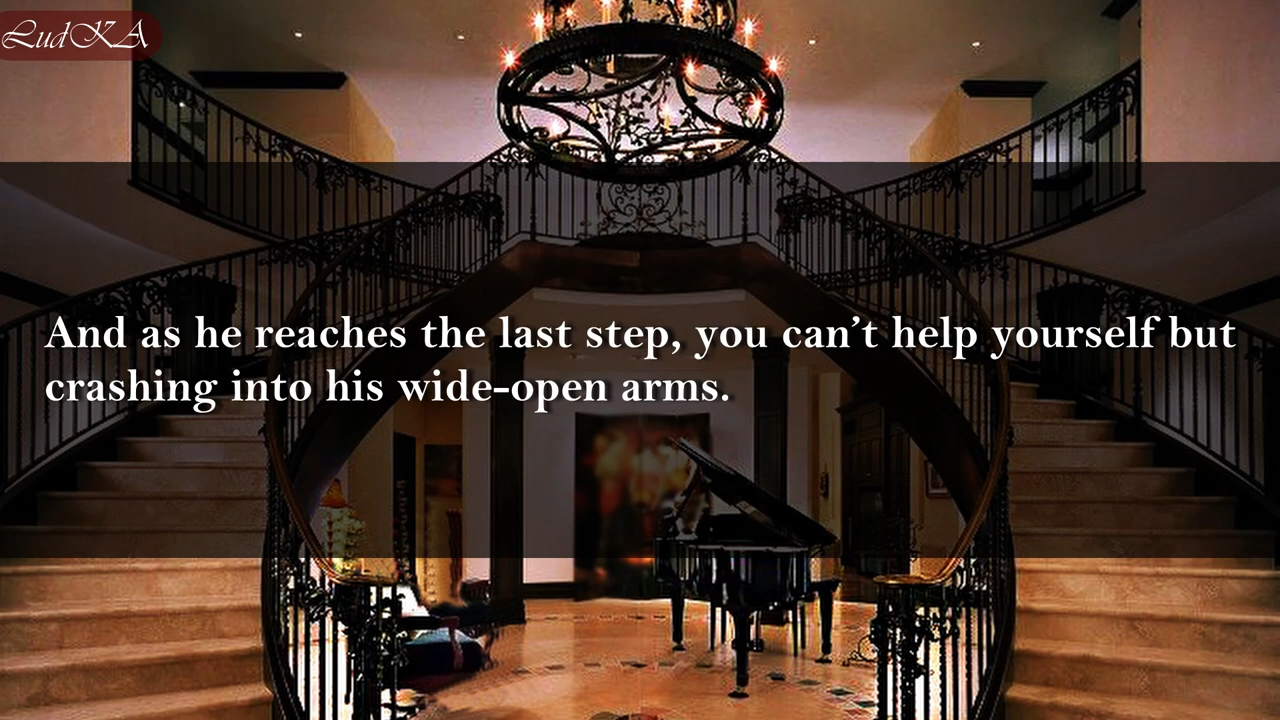 LudKA
And as he reaches the last step, you can’t help yourself but
crashing into his wide-open arms.